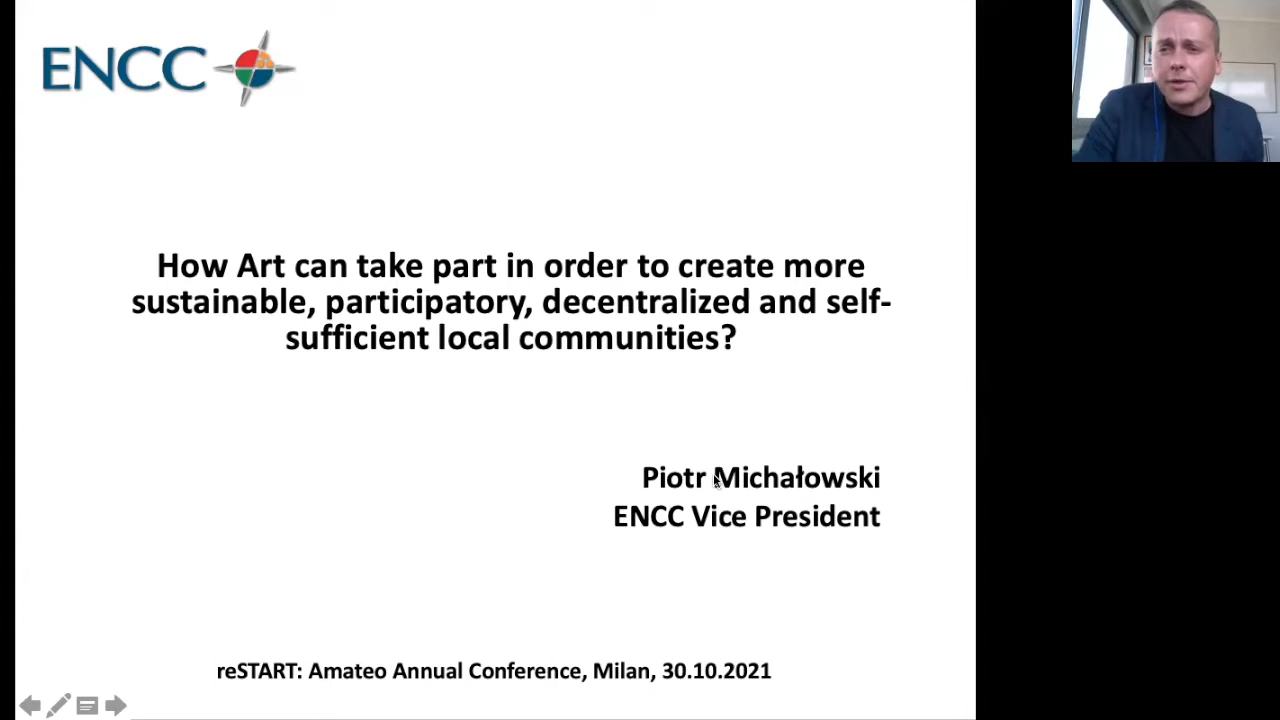 ENCC
How Art can take part in order to create more
sustainable, participatory, decentralized and self-
sufficient local communities?
Piotr Michałowski
ENCC Vice President
reSTART: Amateo Annual Conference, Milan, 30.10.2021